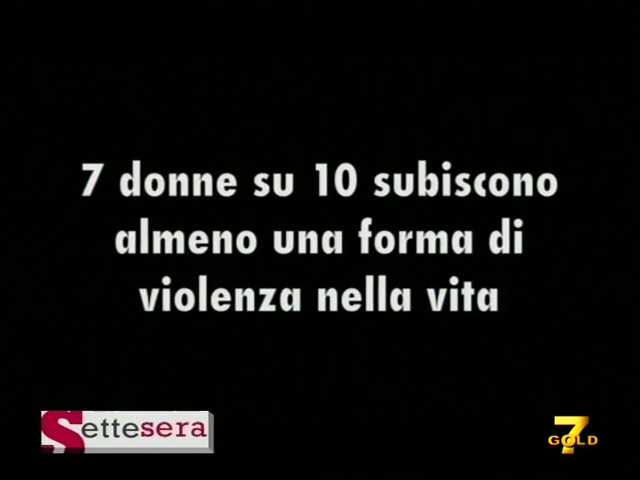 7 donne su 10 subiscono
almeno una forma di
violenza nella vita
Settesera
7
GOLD